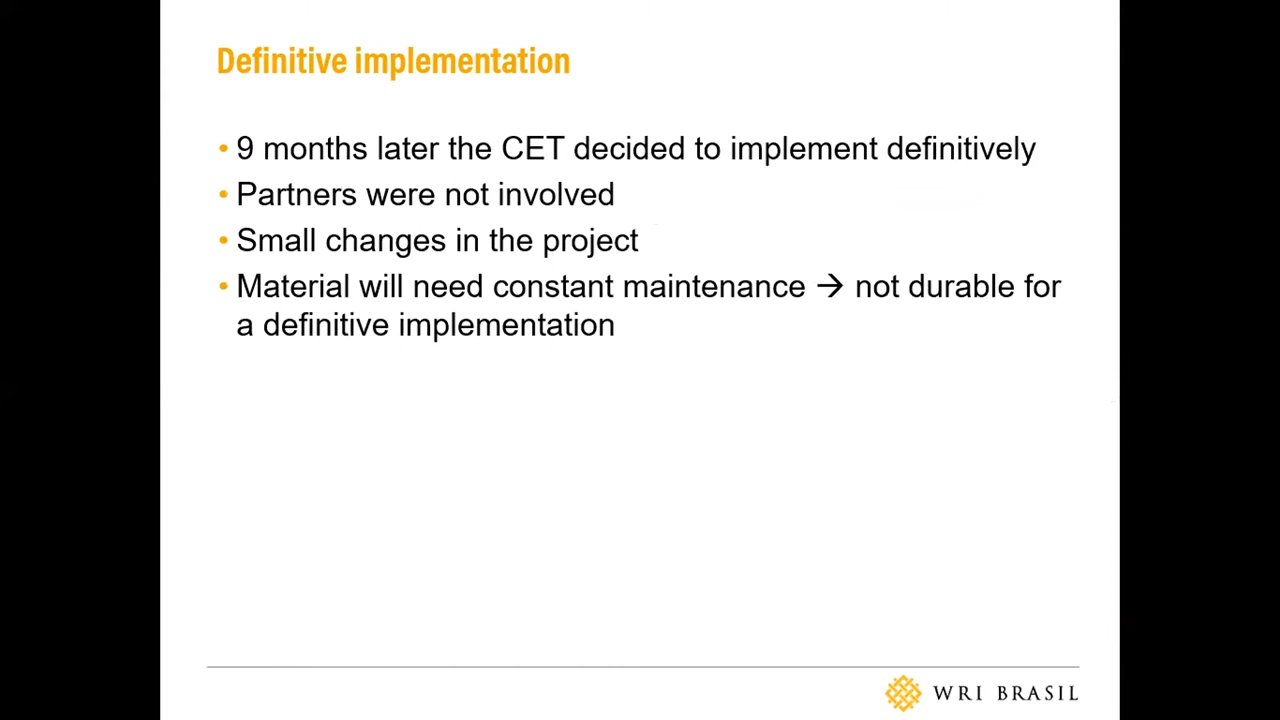 Definitive implementation
• 9 months later the CET decided to implement definitively
• Partners were not involved
• Small changes in the project
• Material will need constant maintenance → not durable for
a definitive implementation
WRI BRASIL